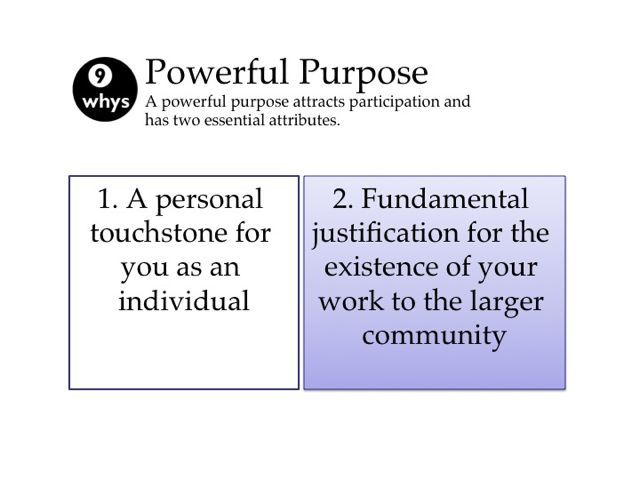 9
whys
Powerful Purpose
A powerful purpose attracts participation and
has two essential attributes.
1. A personal
touchstone for
you as an
individual
2. Fundamental
justification for the
existence of your
work to the larger
community